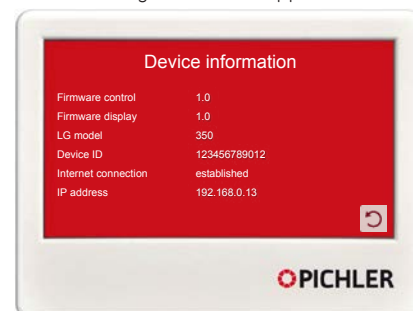 Device information
Firmware control 1.0
Firmware display 1.0
LG model 350
Device ID 123456789012
Internet connection established
IP address 192.168.0.13
PICHLER